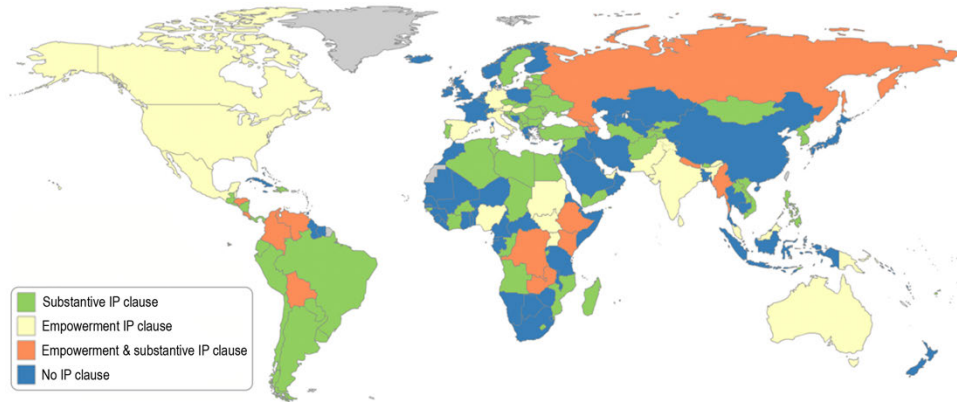 Substantive IP clause
Empowerment IP clause
Empowerment & substantive IP clause
No IP clause